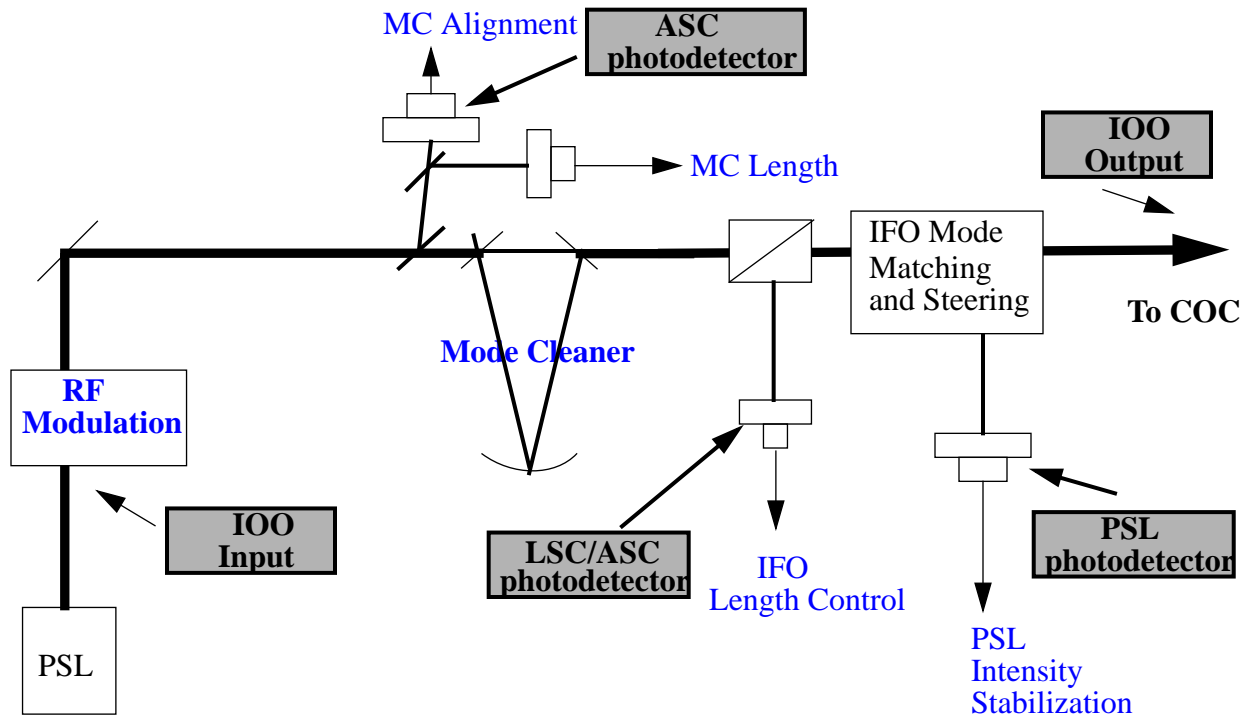 MC Alignment
ASC
photodetector
MC Length
IOO
Output
IFO Mode
Matching
and Steering
To COC
Mode Cleaner
RF
Modulation
IOO
Input
LSC/ASC
photodetector
IFO
Length Control
PSL
photodetector
PSL
PSL
Intensity
Stabilization